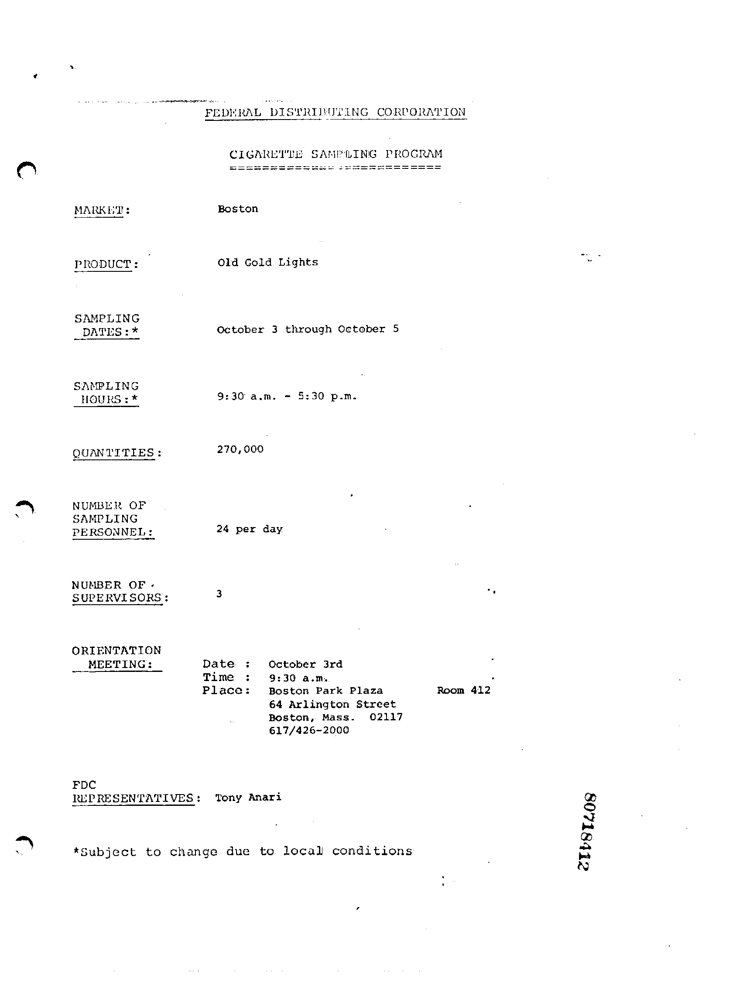 FEDERAL DISTRIBUTING CORPORATION
CIGARETTE SAMPLING PROGRAM
==========================
MARKET: Boston
PRODUCT: Old Gold Lights
SAMPLING
DATES:* October 3 through October 5
SAMPLING
HOURS:* 9:30 a.m. - 5:30 p.m.
QUANTITIES: 270,000
NUMBER OF
SAMPLING
PERSONNEL: 24 per day
NUMBER OF
SUPERVISORS: 3
ORIENTATION
MEETING: Date : October 3rd
Time : 9:30 a.m.
Place: Boston Park Plaza Room 412
64 Arlington Street
Boston, Mass. 02117
617/426-2000
FDC
REPRESENTATIVES: Tony Anari
*Subject to change due to local conditions
80718412